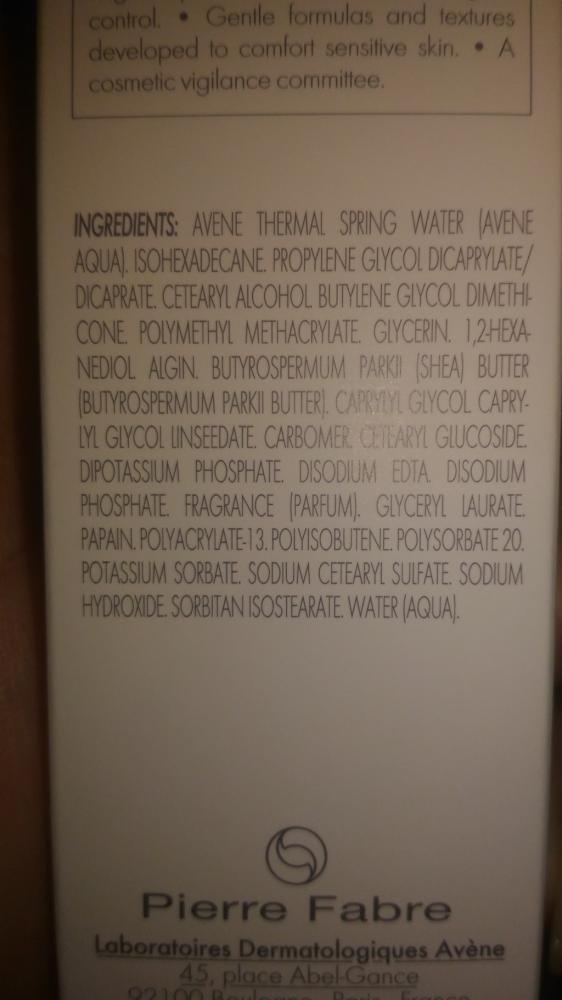 control. • Gentle formulas and textures
developed to comfort sensitive skin. • A
cosmetic vigilance committee.
INGREDIENTS: AVENE THERMAL SPRING WATER (AVENE
AQUA). ISOHEXADECANE. PROPYLENE GLYCOL DICAPRYLATE/
DICAPRATE. CETEARYL ALCOHOL. BUTYLENE GLYCOL. DIMETHI-
CONE. POLYMETHYL METHACRYLATE. GLYCERIN. 1,2-HEXA-
NEDIOL. ALGIN. BUTYROSPERMUM PARKII (SHEA) BUTTER
(BUTYROSPERMUM PARKII BUTTER). CAPRYLYL GLYCOL. CAPRY-
LYL GLYCOL LINSEEDATE. CARBOMER. CETEARYL GLUCOSIDE.
DIPOTASSIUM PHOSPHATE. DISODIUM EDTA. DISODIUM
PHOSPHATE. FRAGRANCE (PARFUM). GLYCERYL LAURATE.
PAPAIN. POLYACRYLATE-13. POLYISOBUTENE. POLYSORBATE 20.
POTASSIUM SORBATE. SODIUM CETEARYL SULFATE. SODIUM
HYDROXIDE. SORBITAN ISOSTEARATE. WATER (AQUA).
Pierre Fabre
Laboratoires Dermatologiques Avène
45, place Abel-Gance
92100 Boulogne - Paris - France